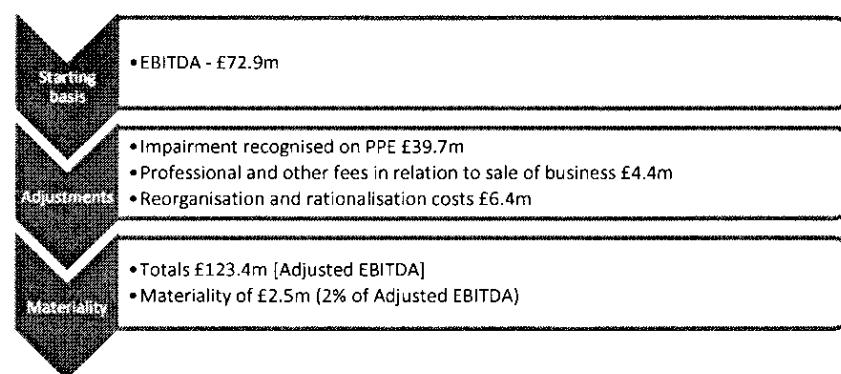 Starting
basis
•EBITDA - £72.9m
Adjustments
•Impairment recognised on PPE £39.7m
•Professional and other fees in relation to sale of business £4.4m
•Reorganisation and rationalisation costs £6.4m
Materiality
•Totals £123.4m [Adjusted EBITDA]
•Materiality of £2.5m (2% of Adjusted EBITDA)